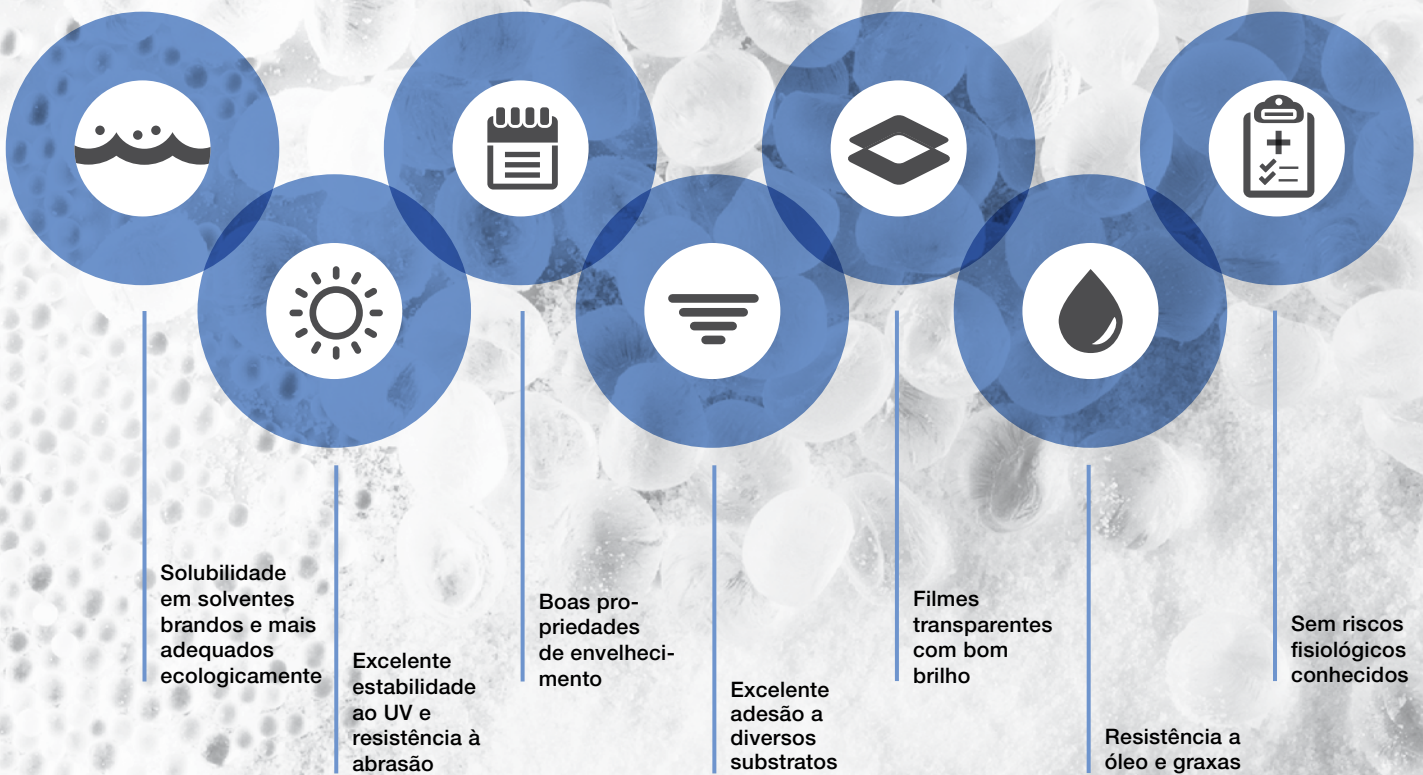 Solubilidade
em solventes
brandos e mais
adequados
ecologicamente
Excelente
estabilidade
ao UV e
resistência à
abrasão
Boas pro-
priedades
de envelheci-
mento
Excelente
adesão a
diversos
substratos
Filmes
transparentes
com bom
brilho
Resistência a
óleo e graxas
Sem riscos
fisiológicos
conhecidos